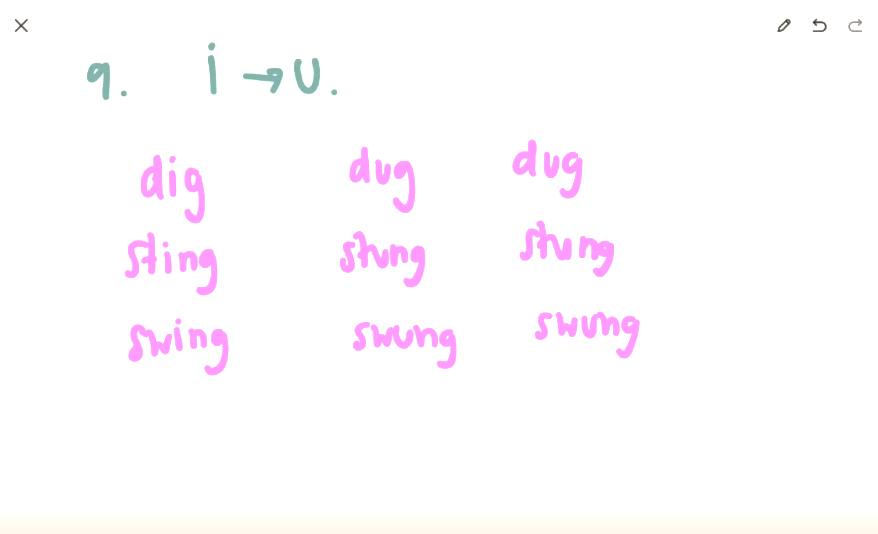 9. i → u.
dig dug dug
sting stung stung
swing swung swung